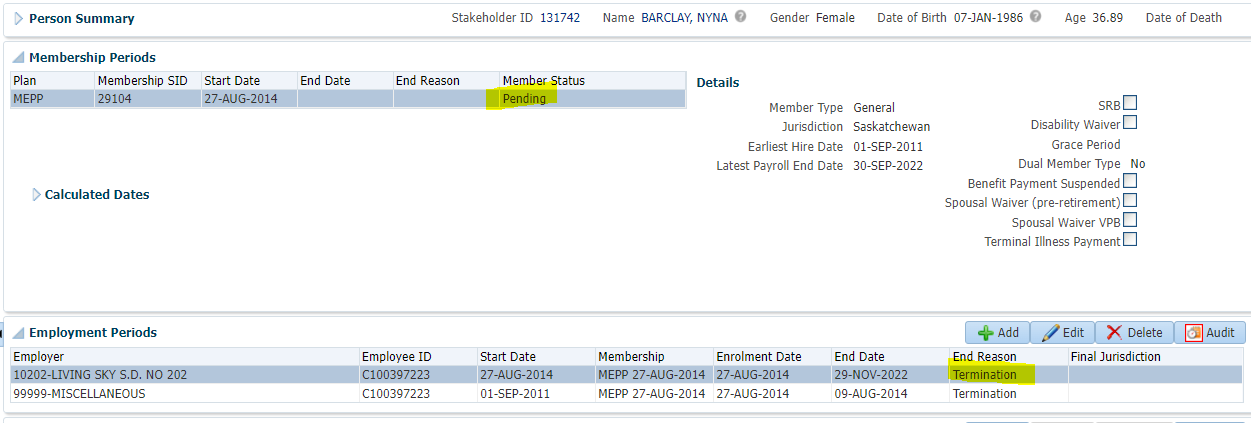 Person Summary Stakeholder ID 131742 Name BARCLAY, NYNA Gender Female Date of Birth 07-JAN-1986 Age 36.89 Date of Death
Membership Periods
Plan Membership SID Start Date End Date End Reason Member Status
MEPP 29104 27-AUG-2014 Pending
Details
Member Type General SRB
Jurisdiction Saskatchewan Disability Waiver
Earliest Hire Date 01-SEP-2011 Grace Period
Latest Payroll End Date 30-SEP-2022 Dual Member Type No
Benefit Payment Suspended
Spousal Waiver (pre-retirement)
Spousal Waiver VPB
Terminal Illness Payment
Calculated Dates
Employment Periods Add Edit Delete Audit
Employer Employee ID Start Date Membership Enrolment Date End Date End Reason Final Jurisdiction
10202-LIVING SKY S.D. NO 202 C100397223 27-AUG-2014 MEPP 27-AUG-2014 27-AUG-2014 29-NOV-2022 Termination
99999-MISCELLANEOUS C100397223 01-SEP-2011 MEPP 27-AUG-2014 27-AUG-2014 09-AUG-2014 Termination